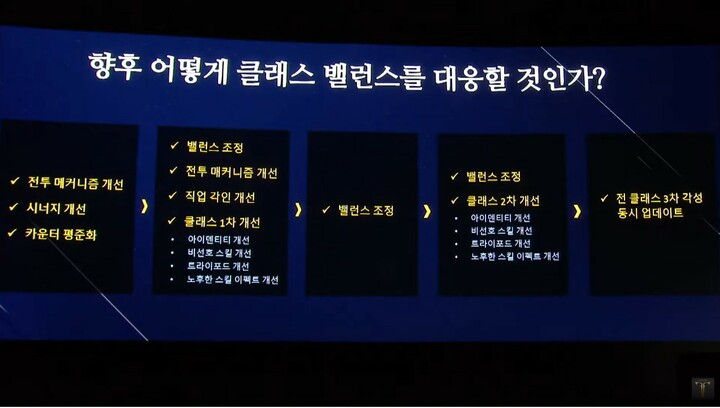 향후 어떻게 클래스 밸런스를 대응할 것인가?
✓ 전투 매커니즘 개선
✓ 시너지 개선
✓ 카운터 평준화
✓ 밸런스 조정
✓ 전투 매커니즘 개선
✓ 직업 각인 개선
✓ 클래스 1차 개선
• 아이덴티티 개선
• 비선호 스킬 개선
• 트라이포드 개선
• 노후한 스킬 이펙트 개선
✓ 밸런스 조정
✓ 밸런스 조정
✓ 클래스 2차 개선
• 아이덴티티 개선
• 비선호 스킬 개선
• 트라이포드 개선
• 노후한 스킬 이펙트 개선
✓ 전 클래스 3차 각성
동시 업데이트